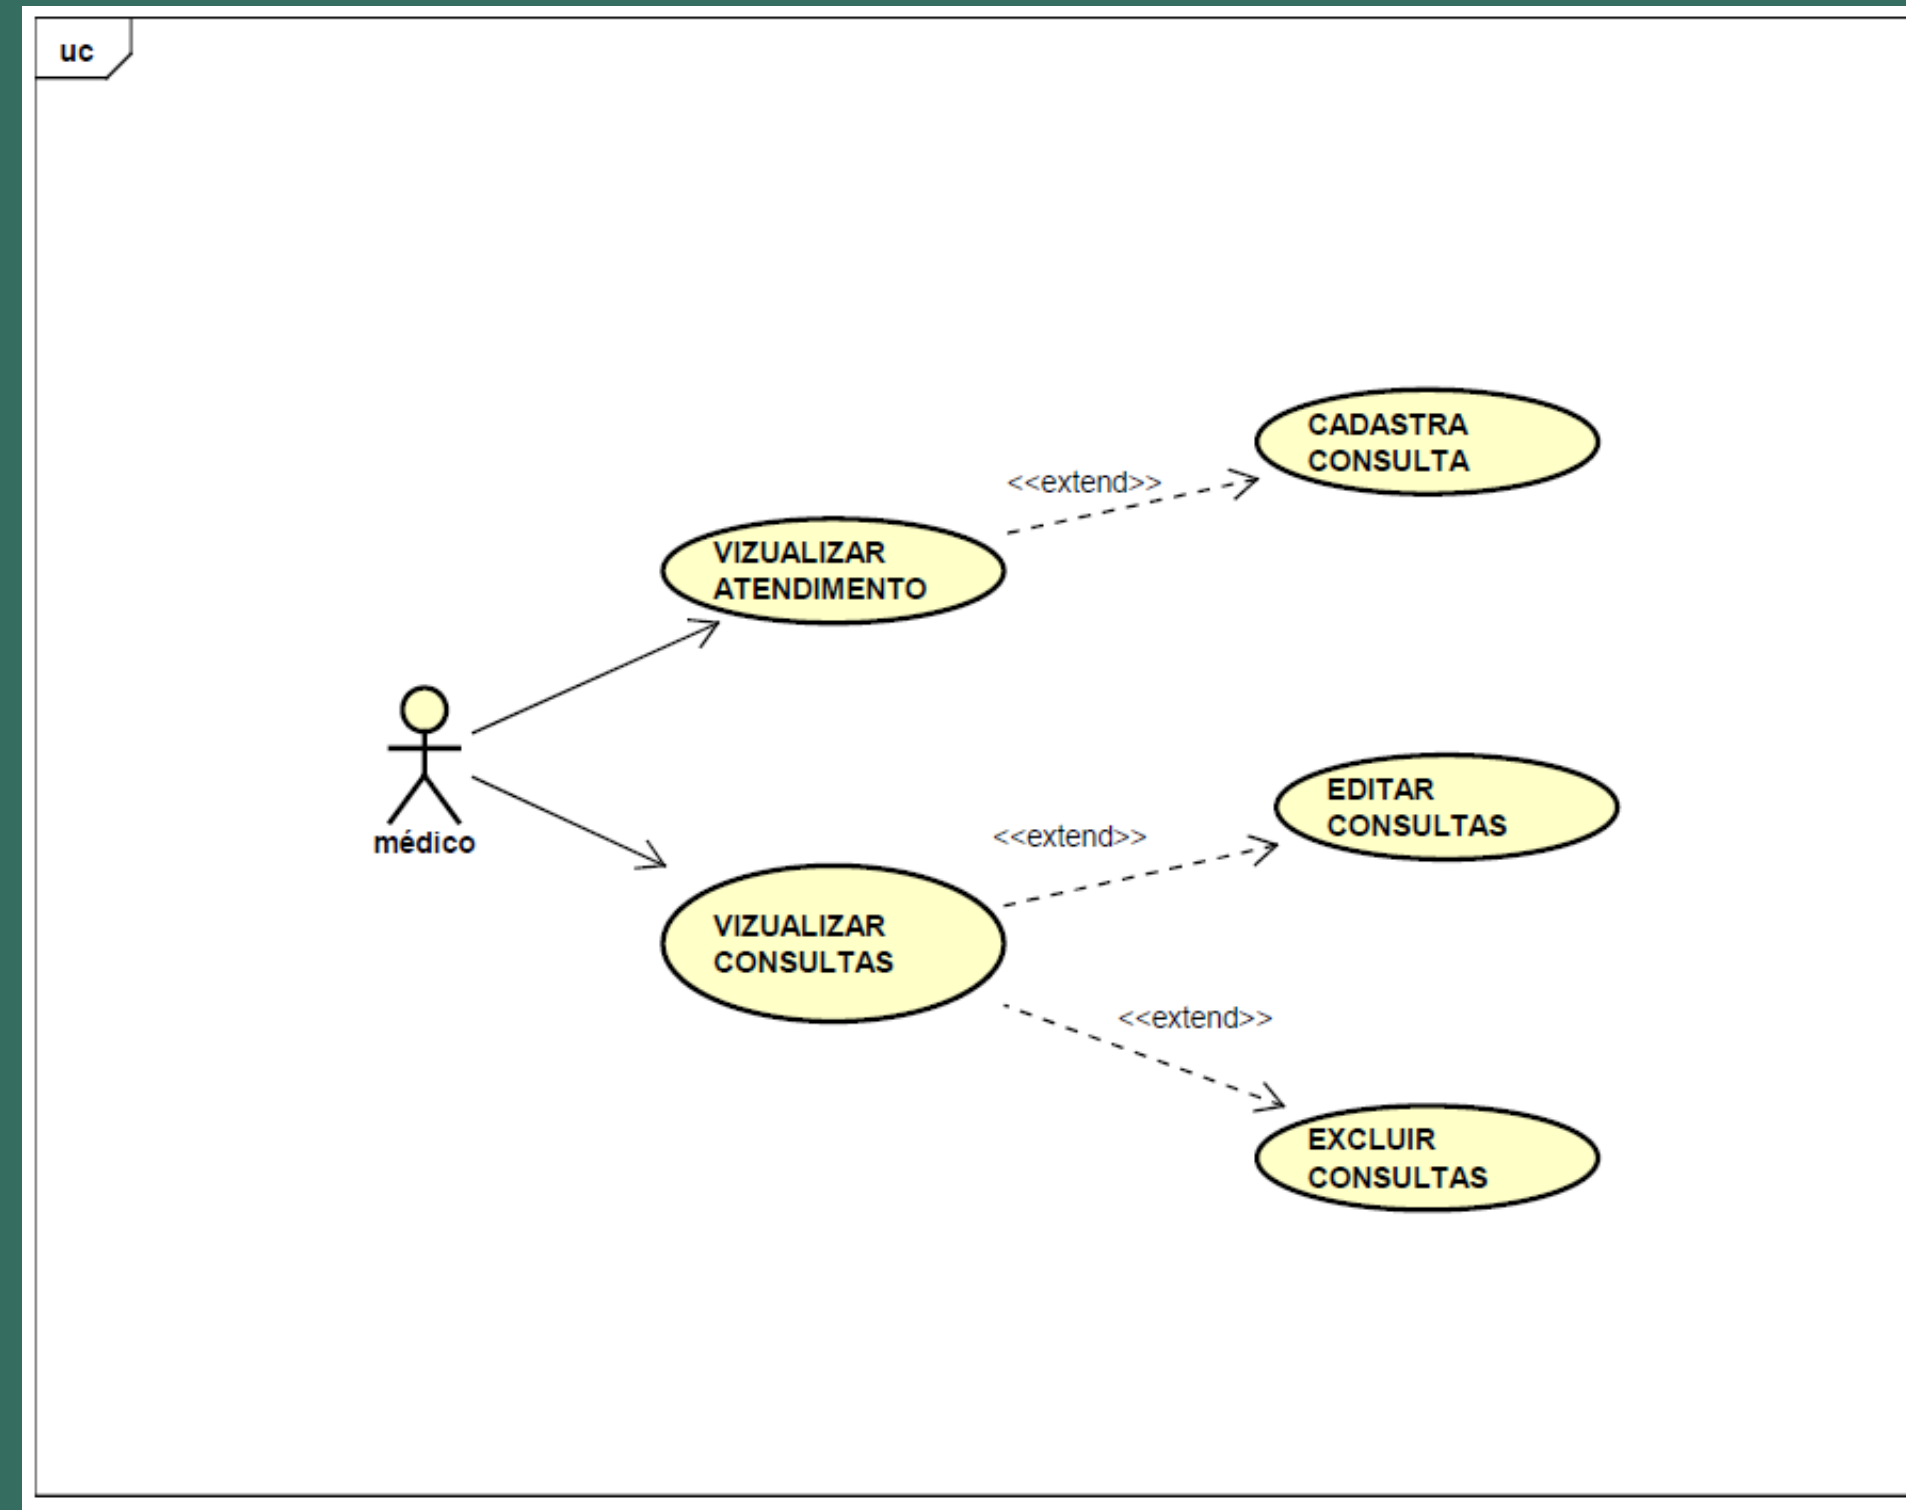 uc
CADASTRA
CONSULTA
<<extend>>
VIZUALIZAR
ATENDIMENTO
médico
EDITAR
CONSULTAS
<<extend>>
VIZUALIZAR
CONSULTAS
<<extend>>
EXCLUIR
CONSULTAS